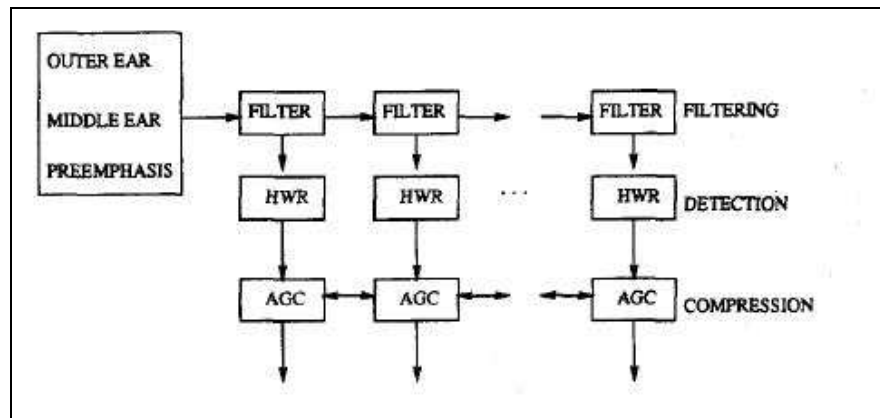 OUTER EAR
MIDDLE EAR
PREEMPHASIS
FILTER FILTER FILTER FILTERING
HWR HWR ... HWR DETECTION
AGC AGC AGC COMPRESSION